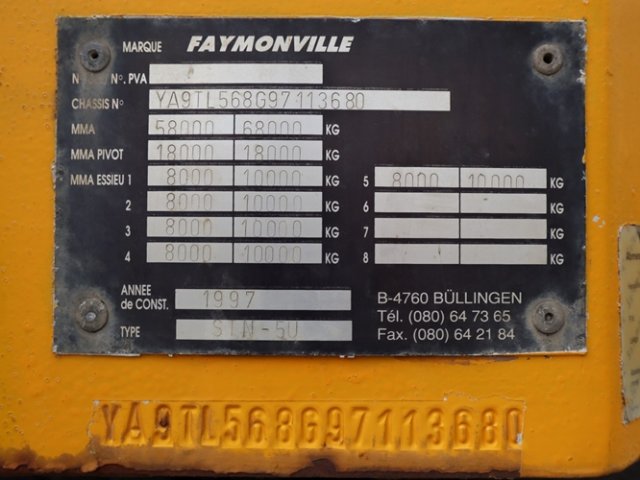 MARQUE FAYMONVILLE
N°. PVA
CHASSIS N° YA9TL568G97113680
MMA 58000 68000 KG
MMA PIVOT 18000 18000 KG
MMA ESSIEU 1 8000 10000 KG 5 8000 10000 KG
2 8000 10000 KG 6 KG
3 8000 10000 KG 7 KG
4 8000 10000 KG 8 KG
ANNEE
de CONST. 1997
TYPE STN-5U
B-4760 BÜLLINGEN
Tél. (080) 64 73 65
Fax. (080) 64 21 84
YA9TL568G97113680